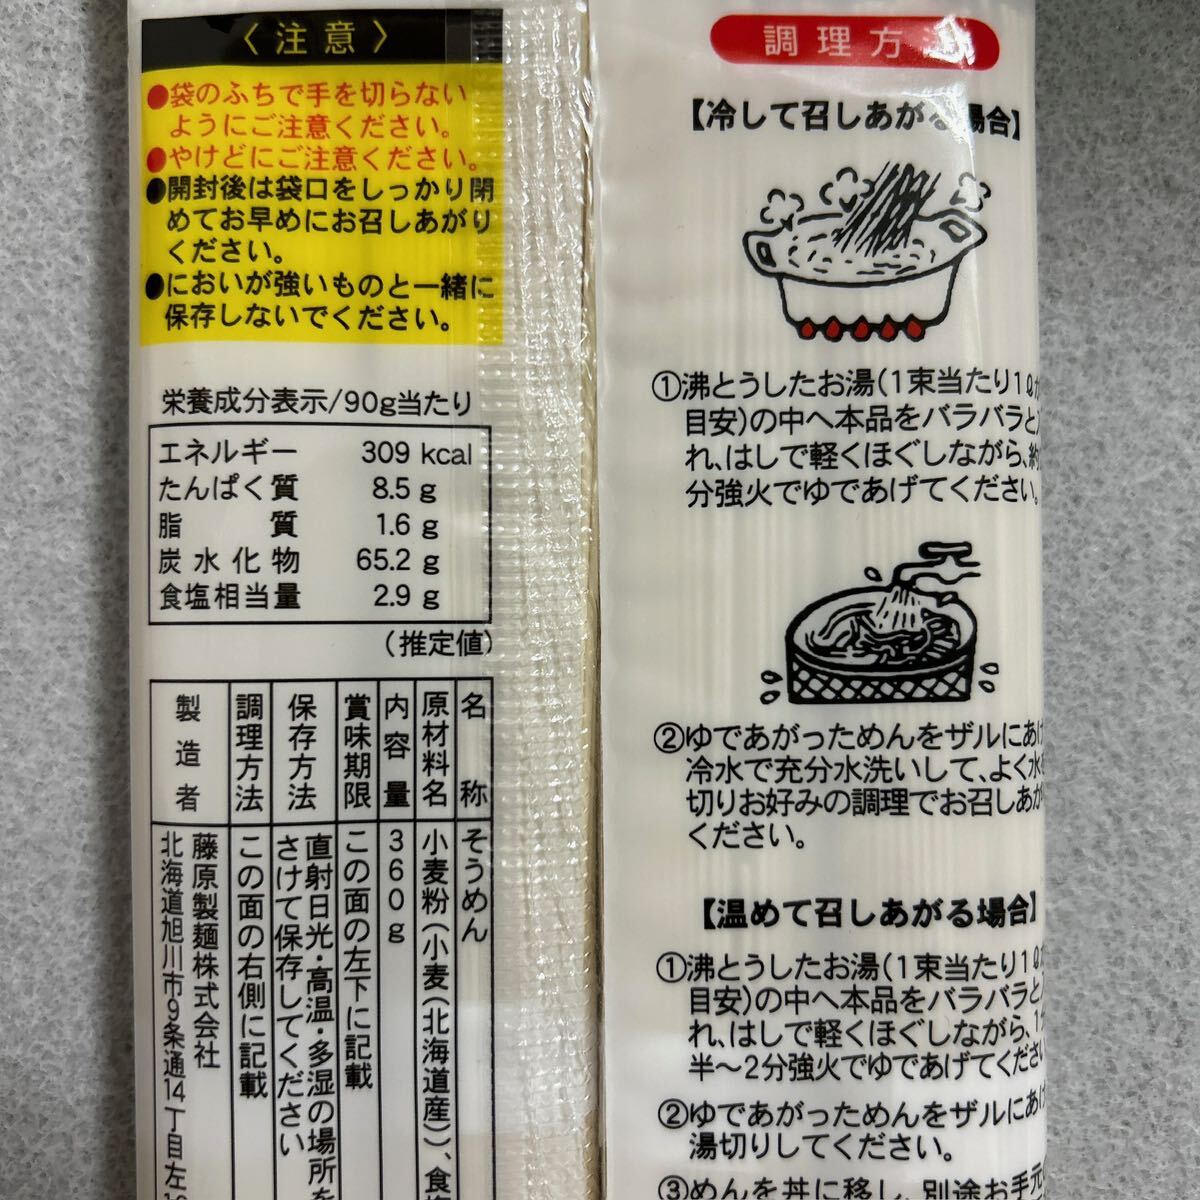 〈注意〉
●袋のふちで手を切らない
ようにご注意ください。
●やけどにご注意ください。
●開封後は袋口をしっかり閉
めてお早めにお召しあがり
ください。
●においが強いものと一緒に
保存しないでください。
栄養成分表示/90g当たり
エネルギー 309 kcal
たんぱく質 8.5 g
脂質 1.6 g
炭水化物 65.2 g
食塩相当量 2.9 g
(推定値)
名称 そうめん
原材料名 小麦粉(小麦(北海道産))、食塩
内容量 360g
賞味期限 この面の左下に記載
保存方法 直射日光・高温・多湿の場所を
さけて保存してください
調理方法 この面の右側に記載
製造者 藤原製麺株式会社
北海道旭川市9条通14丁目左
調理方法
【冷して召しあがる場合】
①沸とうしたお湯(1束当たり1ℓが
目安)の中へ本品をバラバラと
れ、はしで軽くほぐしながら、約
分強火でゆであげてください。
②ゆであがっためんをザルにあけ
冷水で充分水洗いして、よく水を
切りお好みの調理でお召しあが
ください。
【温めて召しあがる場合】
①沸とうしたお湯(1束当たり1ℓが
目安)の中へ本品をバラバラと
れ、はしで軽くほぐしながら、1
半〜2分強火でゆであげてください
②ゆであがっためんをザルにあけ
湯切りしてください。
③めんを丼に移し、別途お手元の